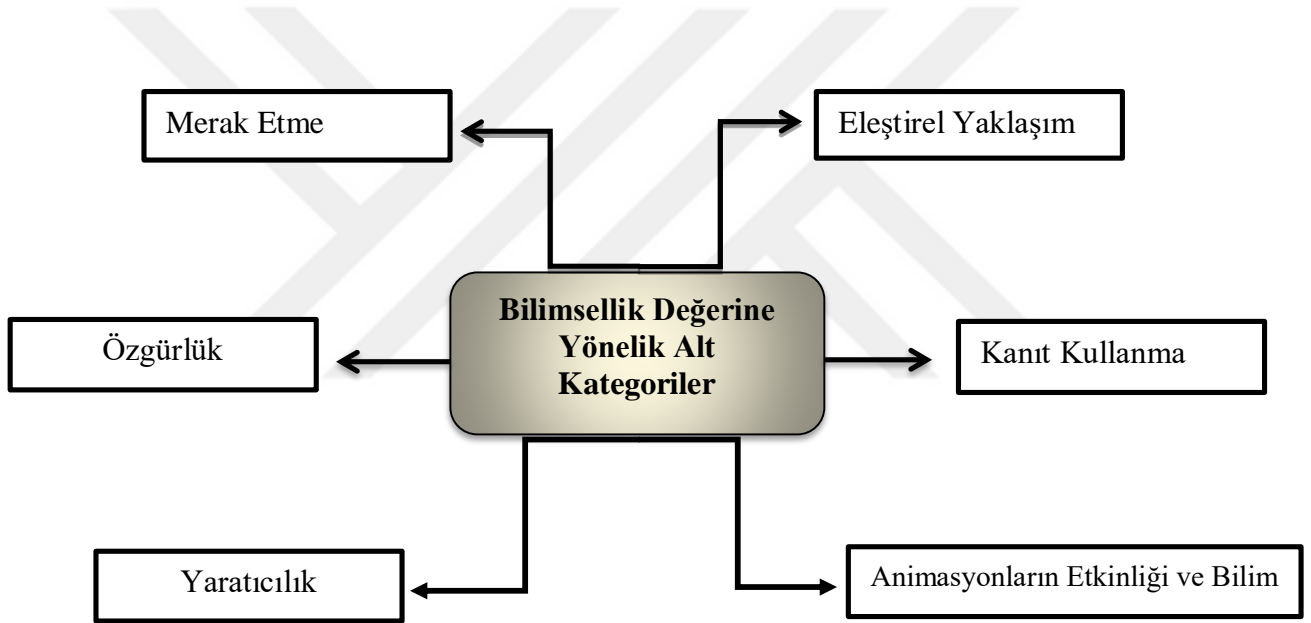 Merak Etme
Eleştirel Yaklaşım
Bilimsellik Değerine
Yönelik Alt
Kategoriler
Özgürlük
Kanıt Kullanma
Yaratıcılık
Animasyonların Etkinliği ve Bilim